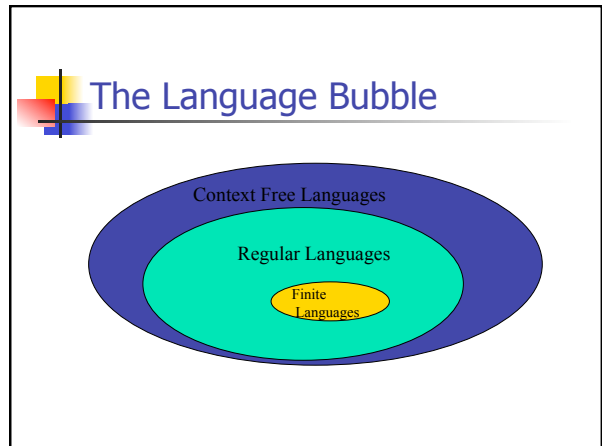 The Language Bubble
Context Free Languages
Regular Languages
Finite
Languages